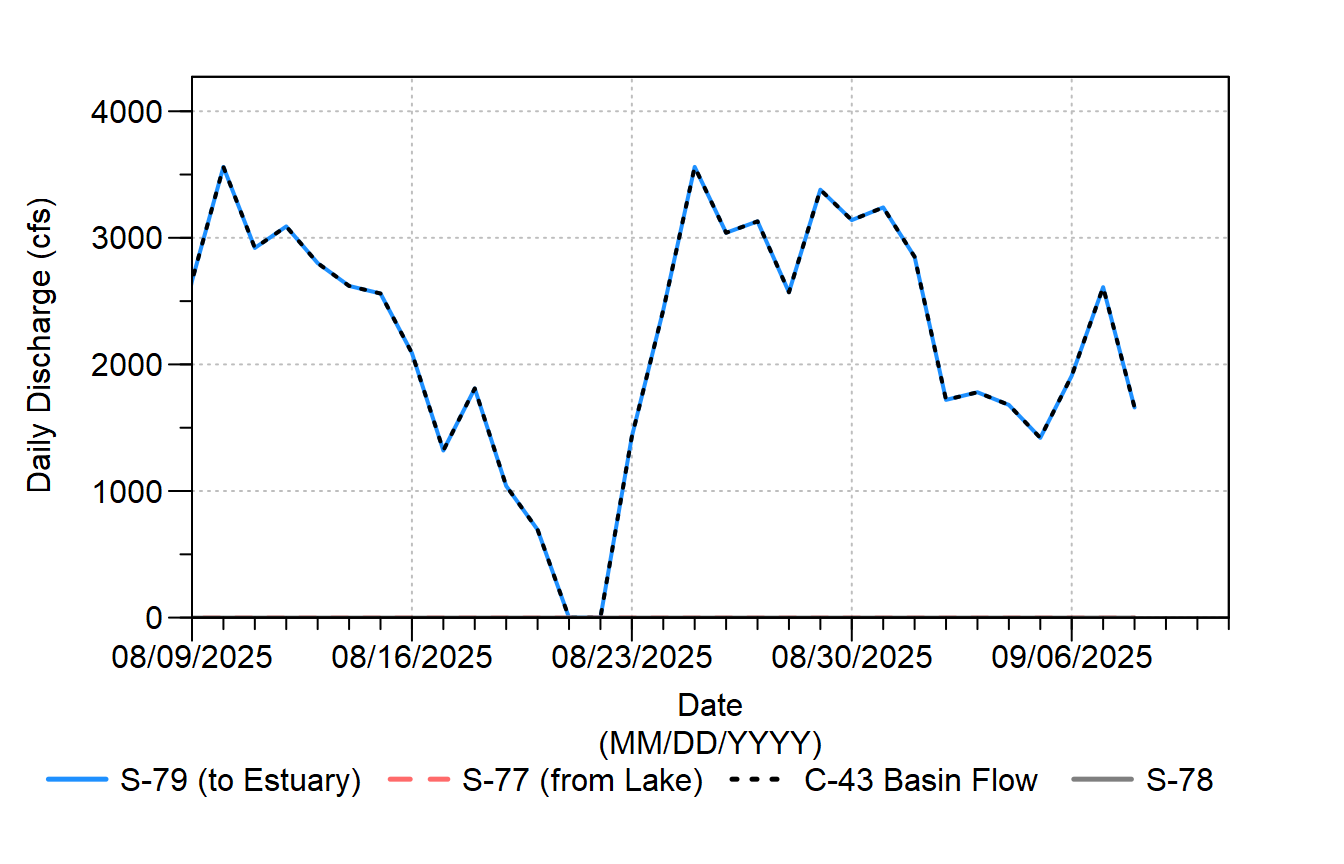 4000
3000
2000
1000
0
Daily Discharge (cfs)
08/09/2025 08/16/2025 08/23/2025 08/30/2025 09/06/2025
Date
(MM/DD/YYYY)
S-79 (to Estuary) S-77 (from Lake) C-43 Basin Flow S-78